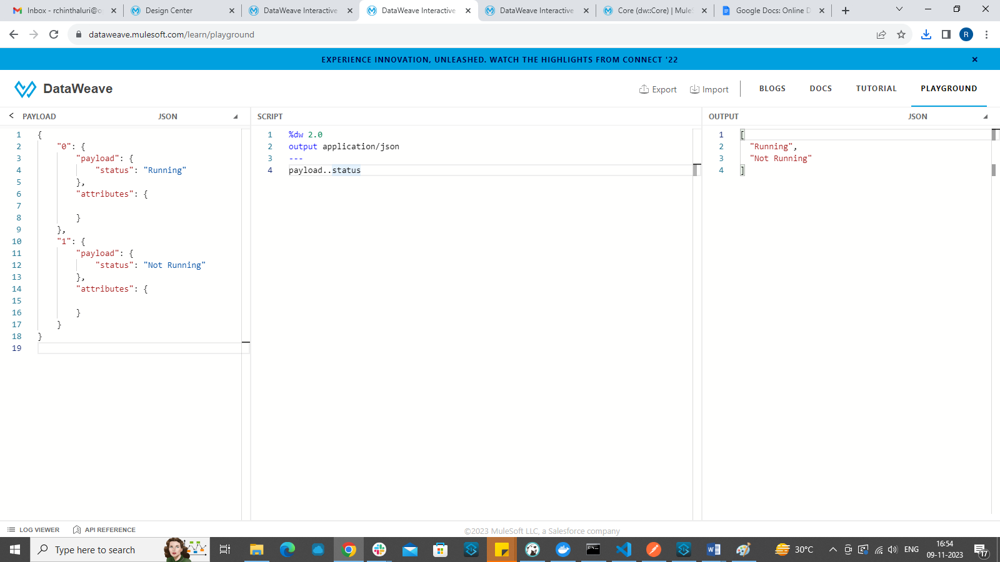 Inbox - rchinthaluri@o
Design Center
DataWeave Interactive
DataWeave Interactive
DataWeave Interactive
Core (dw::Core) | Mule
Google Docs: Online D
dataweave.mulesoft.com/learn/playground
R
EXPERIENCE INNOVATION, UNLEASHED. WATCH THE HIGHLIGHTS FROM CONNECT '22
DataWeave
Export
Import
BLOGS
DOCS
TUTORIAL
PLAYGROUND
PAYLOAD
JSON
1 {
2 "0": {
3 "payload": {
4 "status": "Running"
5 },
6 "attributes": {
7
8 }
9 },
10 "1": {
11 "payload": {
12 "status": "Not Running"
13 },
14 "attributes": {
15
16 }
17 }
18 }
19
SCRIPT
1 %dw 2.0
2 output application/json
3 ---
4 payload..status
OUTPUT
JSON
1 [
2 "Running",
3 "Not Running"
4 ]
LOG VIEWER
API REFERENCE
©2023 MuleSoft LLC, a Salesforce company
Type here to search
30°C
ENG
16:54
09-11-2023
17